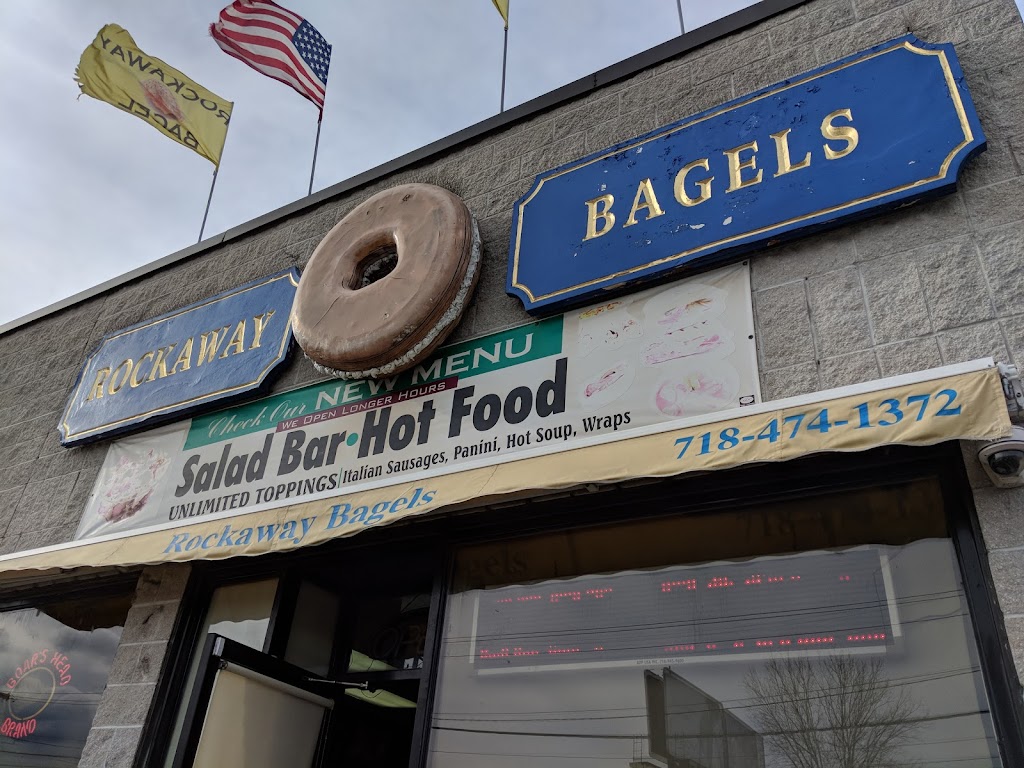 ROCKAWAY
BAGEL
ROCKAWAY
BAGELS
Check Our NEW MENU
WE OPEN LONGER HOURS
Salad Bar•Hot Food
UNLIMITED TOPPINGS Italian Sausages, Panini, Hot Soup, Wraps
Rockaway Bagels 718-474-1372
BOAR'S HEAD
BRAND